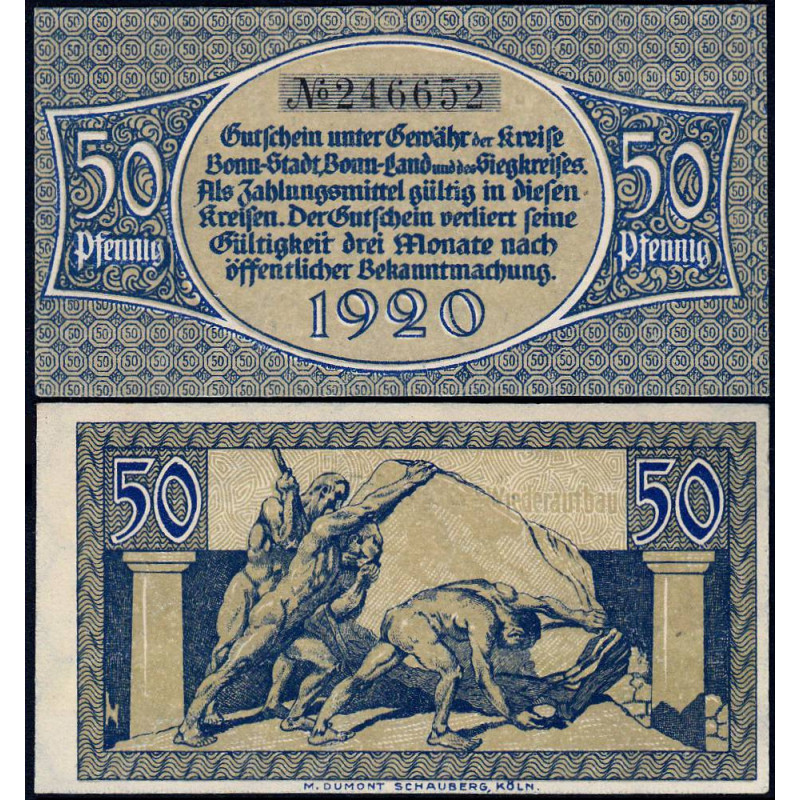 № 246652
Gutschein unter Gewähr der Kreise
Bonn-Stadt, Bonn-Land und des Siegkreises.
Als Zahlungsmittel gültig in diesen
Kreisen. Der Gutschein verliert seine
Gültigkeit drei Monate nach
öffentlicher Bekanntmachung.
1920
50
Pfennig
50
Pfennig
50
50
Wiederaufbau
M. DUMONT SCHAUBERG, KÖLN.